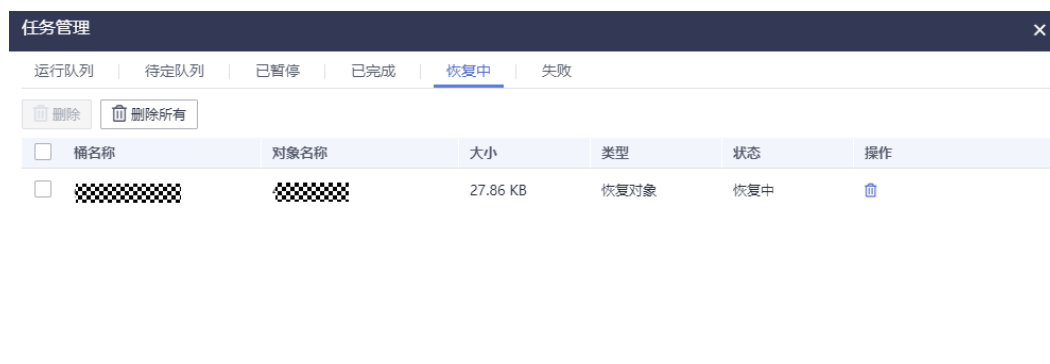 任务管理
运行队列 待定队列 已暂停 已完成 恢复中 失败
删除 删除所有
桶名称 对象名称 大小 类型 状态 操作
27.86 KB 恢复对象 恢复中